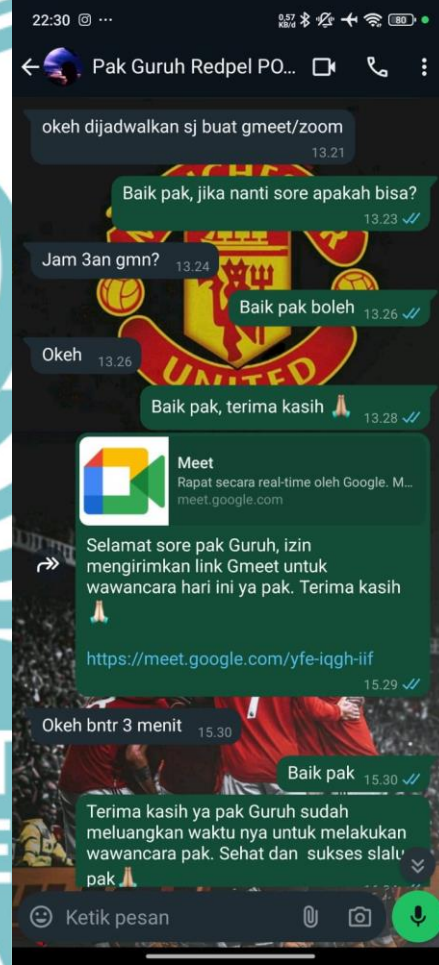 22:30
0,57
KB/d
80
Pak Guruh Redpel PO...
okeh dijadwalkan sj buat gmeet/zoom
13.21
Baik pak, jika nanti sore apakah bisa?
13.23
Jam 3an gmn? 13.24
Baik pak boleh 13.26
Okeh 13.26
UNITED
Baik pak, terima kasih 🙏🏻 13.28
Meet
Rapat secara real-time oleh Google. M...
meet.google.com
Selamat sore pak Guruh, izin
mengirimkan link Gmeet untuk
wawancara hari ini ya pak. Terima kasih
🙏🏻
https://meet.google.com/yfe-iqgh-iif
15.29
Okeh bntr 3 menit 15.30
Baik pak 15.30
Terima kasih ya pak Guruh sudah
meluangkan waktu nya untuk melakukan
wawancara pak. Sehat dan sukses slalu
pak 🙏🏻
Ketik pesan